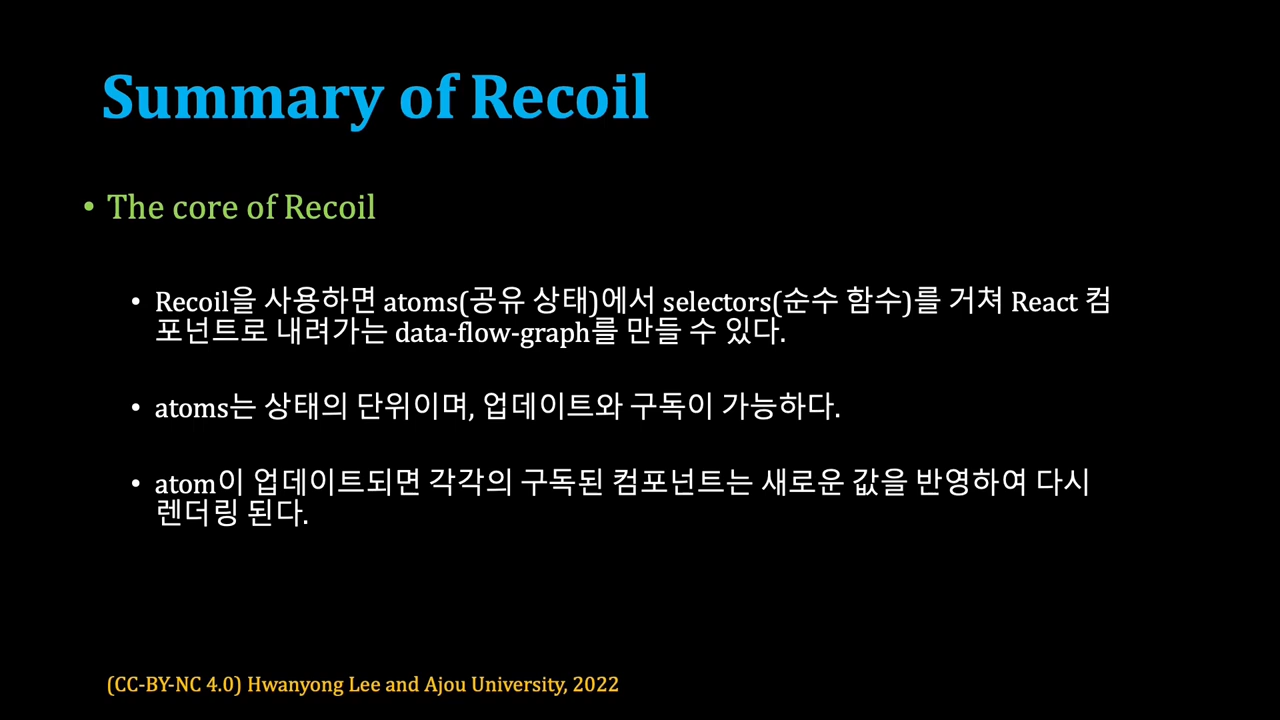 Summary of Recoil
• The core of Recoil
• Recoil을 사용하면 atoms(공유 상태)에서 selectors(순수 함수)를 거쳐 React 컴
포넌트로 내려가는 data-flow-graph를 만들 수 있다.
• atoms는 상태의 단위이며, 업데이트와 구독이 가능하다.
• atom이 업데이트되면 각각의 구독된 컴포넌트는 새로운 값을 반영하여 다시
렌더링 된다.
(CC-BY-NC 4.0) Hwanyong Lee and Ajou University, 2022